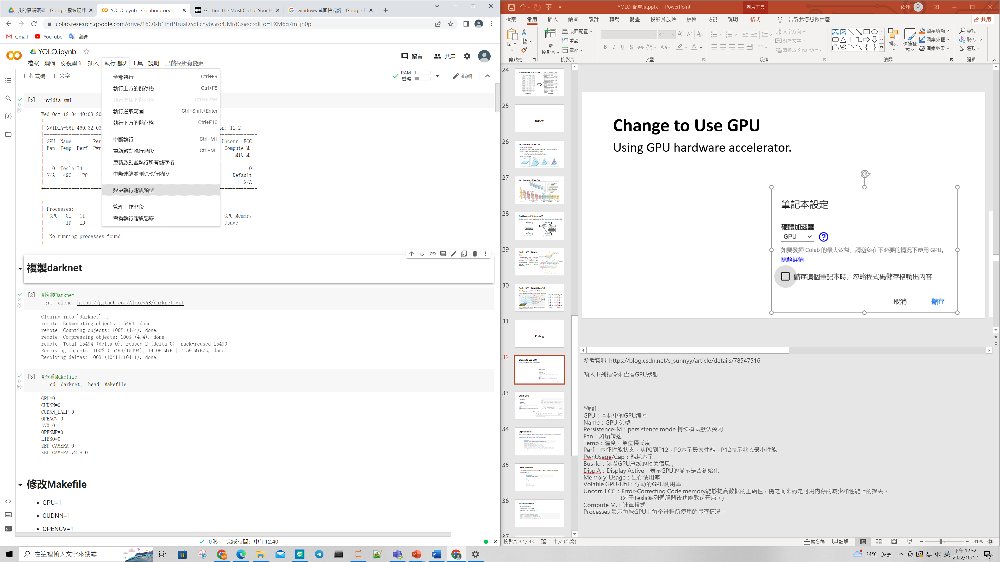 我的雲端硬碟 - Google 雲端硬碟
YOLO.ipynb - Colaboratory
Getting the Most Out of Your G
windows 截圖快捷鍵 - Google
colab.research.google.com/drive/16C0sb1thrPTruaD5pEcnybGro4JMrdCs#scrollTo=PXM6g7mFjn0p
Gmail YouTube 翻譯
YOLO.ipynb
檔案 編輯 檢視畫面 插入 執行階段 工具 說明 已儲存所有變更
留言 共用
+ 程式碼 + 文字
RAM
磁碟
編輯
全部執行 Ctrl+F9
執行上方的儲存格 Ctrl+F8
執行聚焦的儲存格 Ctrl+Enter
執行選取範圍 Ctrl+Shift+Enter
執行下方的儲存格 Ctrl+F10
中斷執行 Ctrl+M I
重新啟動執行階段 Ctrl+M .
重新啟動並執行所有儲存格
中斷連線並刪除執行階段
變更執行階段類型
管理工作階段
查看執行階段記錄
[5] !nvidia-smi
0
秒
Wed Oct 12 04:40:08 20
NVIDIA-SMI 460.32.03 on: 11.2
GPU Name Per Uncorr. ECC
Fan Temp Perf Pwr Compute M.
MIG M.
0 Tesla T4 0
N/A 49C P8 Default
N/A
Processes:
GPU GI CI GPU Memory
ID ID Usage
No running processes found
複製darknet
[2] #複製Darknet
3
秒
!git clone https://github.com/AlexeyAB/darknet.git
Cloning into 'darknet'...
remote: Enumerating objects: 15494, done.
remote: Counting objects: 100% (4/4), done.
remote: Compressing objects: 100% (4/4), done.
remote: Total 15494 (delta 0), reused 2 (delta 0), pack-reused 15490
Receiving objects: 100% (15494/15494), 14.09 MiB | 7.59 MiB/s, done.
Resolving deltas: 100% (10411/10411), done.
[3] #查看Makefile
0
秒
! cd darknet; head Makefile
GPU=0
CUDNN=0
CUDNN_HALF=0
OPENCV=0
AVX=0
OPENMP=0
LIBSO=0
ZED_CAMERA=0
ZED_CAMERA_v2_8=0
修改Makefile
• GPU=1
• CUDNN=1
• OPENCV=1
0 秒 完成時間：中午12:40
YOLO_簡單版.pptx - PowerPoint
圖片工具
依靜
檔案 常用 插入 繪圖 設計 轉場 動畫 投影片放映 校閱 檢視 說明 格式 告訴我您想做什麼 共用
貼上
剪貼簿
新
投影片
版面配置
重設
章節
投影片
32
字型
文字方向
對齊文字
轉換成 SmartArt
段落
排列
快速樣
式
圖案填滿
圖案外框
圖案效果
繪圖
尋找
取代
選取
編輯
24
Evolution of YOLO – v3
25
YOLOv4
26
Architecture of YOLOv4
27
Architecture of YOLOv4
28
Backbone – CSPDarknet53
29
Neck – SPP + PANet
30
Neck – SPP + PANet (Cont'd)
31
Coding
32
Change to Use GPU
Using GPU hardware accelerator.
33
Check GPU
34
Copy Darknet
35
Check Makefile
36
Modify Makefile
37
Change to Use GPU
Using GPU hardware accelerator.
筆記本設定
硬體加速器
GPU
如要發揮 Colab 的最大效益，請避免在不必要的情況下使用 GPU。
瞭解詳情
儲存這個筆記本時，忽略程式碼儲存格輸出內容
取消 儲存
參考資料: https://blog.csdn.net/s_sunnyy/article/details/78547516
輸入下列指令來查看GPU狀態
*備註:
GPU：本机中的GPU编号
Name：GPU 类型
Persistence-M：persistence mode 持续模式默认关闭
Fan：风扇转速
Temp：温度，单位摄氏度
Perf：表征性能状态，从P0到P12，P0表示最大性能，P12表示状态最小性能
Pwr:Usage/Cap：能耗表示
Bus-Id：涉及GPU总线的相关信息；
Disp.A：Display Active，表示GPU的显示是否初始化
Memory-Usage：显存使用率
Volatile GPU-Util：浮动的GPU利用率
Uncorr. ECC：Error-Correcting Code memory能够提高数据的正确性，随之而来的是可用内存的减少和性能上的损失。
(对于Tesla系列伺服器该功能默认开启。)
Compute M.：计算模式
Processes 显示每块GPU上每个进程所使用的显存情况。
投影片 32 / 43 中文 (台灣) 備忘稿 註解 81%
在這裡輸入文字來搜尋
24°C 多雲
英
下午 12:52
2022/10/12
7